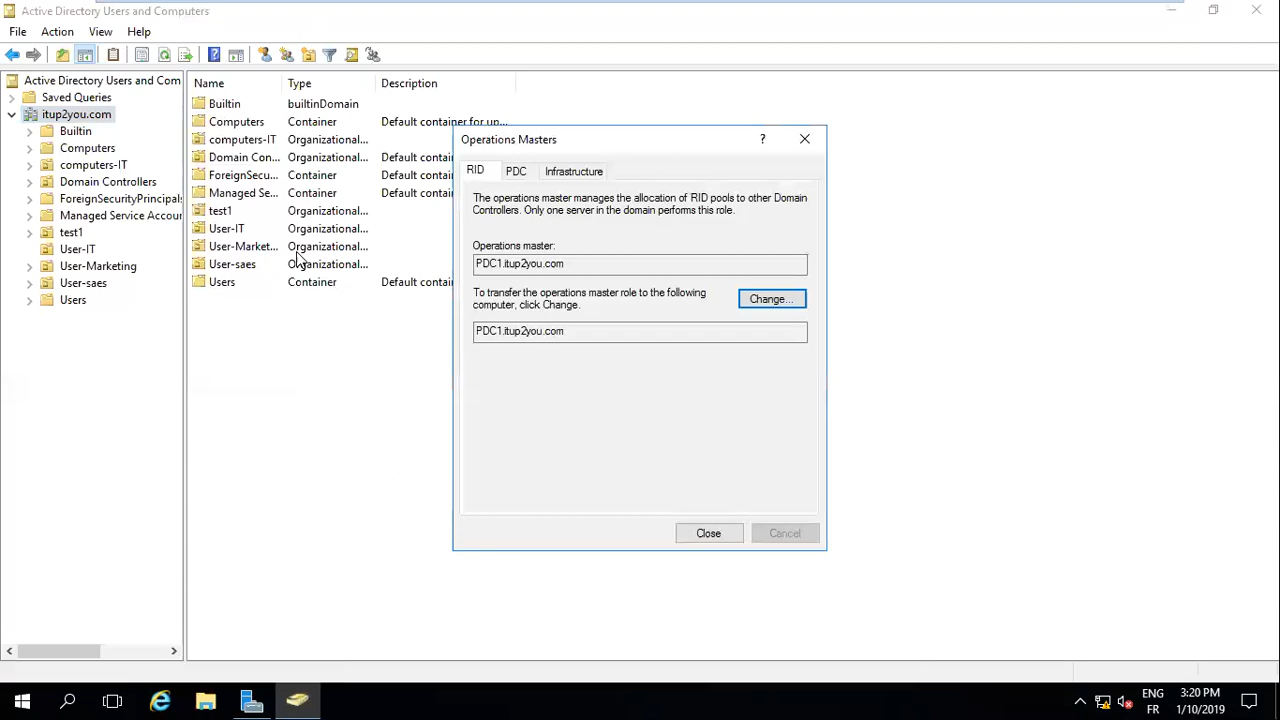 Active Directory Users and Computers
File Action View Help
Active Directory Users and Com
Saved Queries
itup2you.com
Builtin
Computers
computers-IT
Domain Controllers
ForeignSecurityPrincipals
Managed Service Accour
test1
User-IT
User-Marketing
User-saes
Users
Name Type Description
Builtin builtinDomain
Computers Container Default container for up...
computers-IT Organizational...
Domain Con... Organizational... Default contai
ForeignSecu... Container Default contai
Managed Se... Container Default contai
test1 Organizational...
User-IT Organizational...
User-Market... Organizational...
User-saes Organizational...
Users Container Default contai
Operations Masters ?
RID PDC Infrastructure
The operations master manages the allocation of RID pools to other Domain
Controllers. Only one server in the domain performs this role.
Operations master:
PDC1.itup2you.com
To transfer the operations master role to the following
computer, click Change.
Change...
PDC1.itup2you.com
Close Cancel
ENG 3:20 PM
FR 1/10/2019